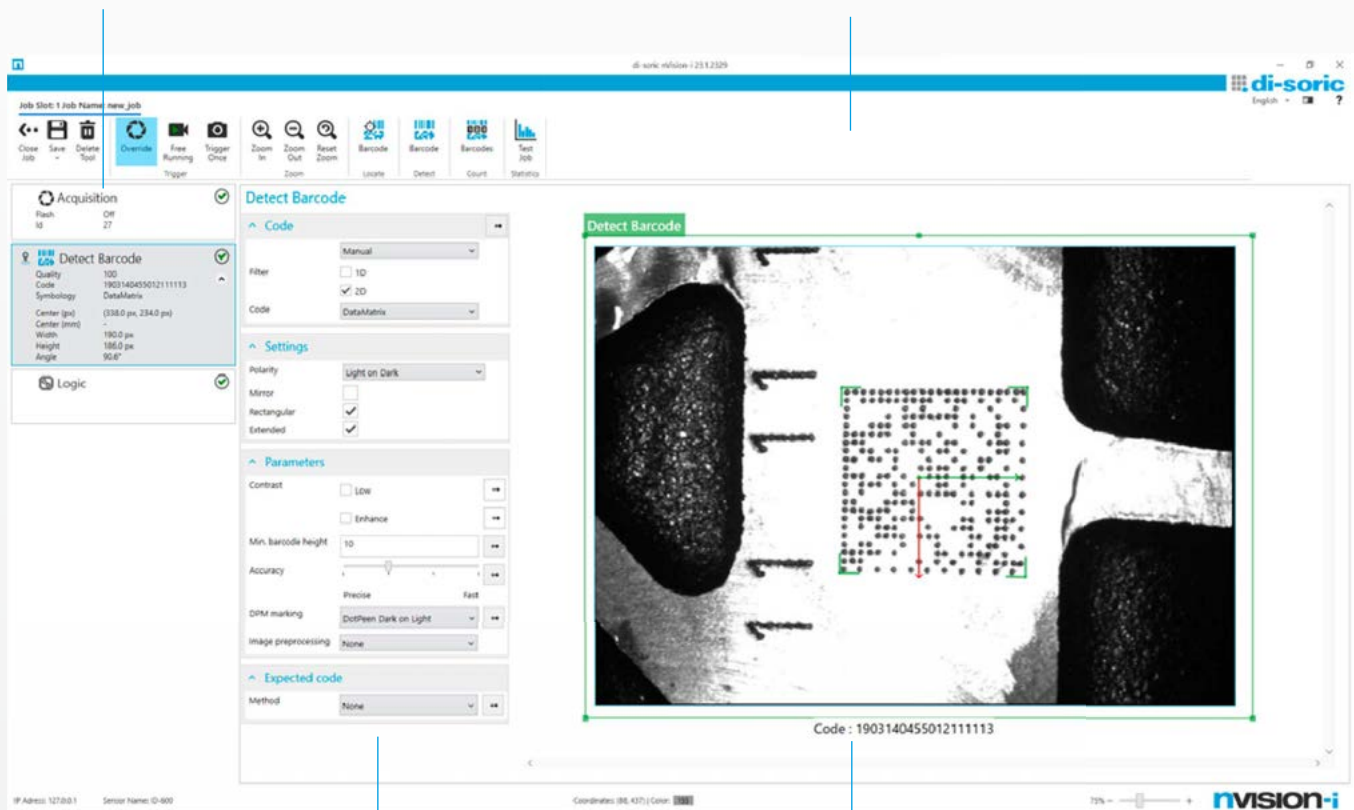 di-soric nVision-i 23.1.2329
di-soric
Job Slot: 1 Job Name: new_job
English
?
Close Job
Save
Delete Tool
Override
Free Running
Trigger Once
Zoom In
Zoom Out
Reset Zoom
Barcode
Barcode
Barcodes
Test Job
Trigger
Zoom
Locate
Detect
Count
Statistics
Acquisition
Flash Off
Id 27
Detect Barcode
Quality 100
Code 1903140455012111113
Symbology DataMatrix
Center (px) (338.0 px, 234.0 px)
Center (mm) -
Width 190.0 px
Height 186.0 px
Angle 90.6°
Logic
Detect Barcode
Code
Manual
Filter 1D
2D
Code DataMatrix
Settings
Polarity Light on Dark
Mirror
Rectangular
Extended
Parameters
Contrast Low
Enhance
Min. barcode height 10
Accuracy
Precise Fast
DPM marking DotPeen Dark on Light
Image preprocessing None
Expected code
Method None
Detect Barcode
Code : 1903140455012111113
IP Adress: 127.0.0.1 Sensor Name: ID-600
Coordinates: (88, 437) | Color: 153
75% - +
nvision-i